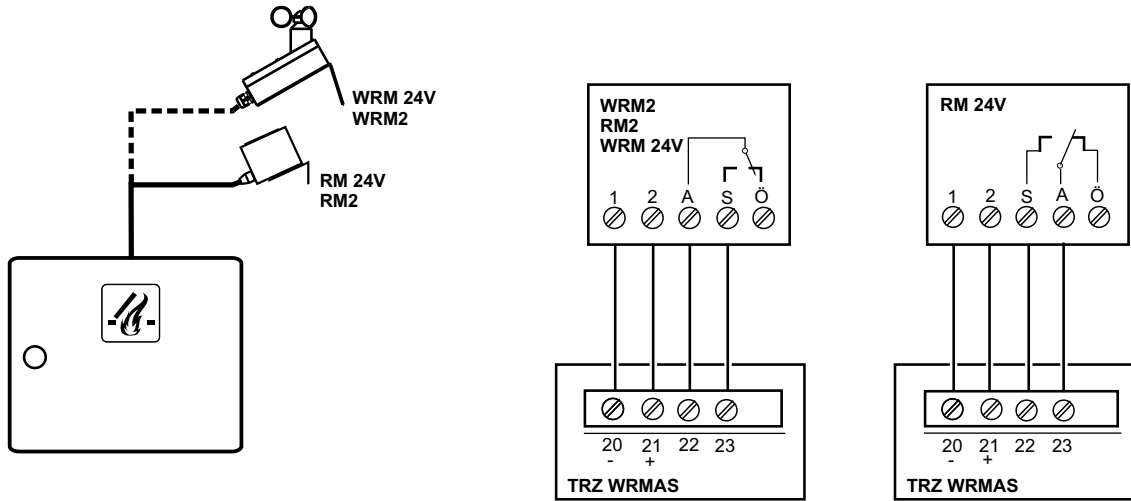 WRM 24V
WRM2
RM 24V
RM2
WRM2
RM2
WRM 24V
1 2 A S Ö
20 21 22 23
- +
TRZ WRMAS
RM 24V
1 2 S A Ö
20 21 22 23
- +
TRZ WRMAS